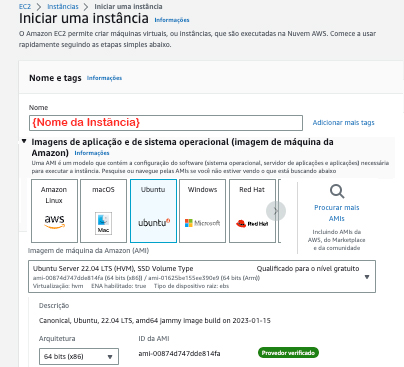 EC2 > Instâncias > Iniciar uma instância
Iniciar uma instância Informações
O Amazon EC2 permite criar máquinas virtuais, ou instâncias, que são executadas na Nuvem AWS. Comece a usar
rapidamente seguindo as etapas simples abaixo.
Nome e tags Informações
Nome
{Nome da Instância}
Adicionar mais tags
Imagens de aplicação e de sistema operacional (imagem de máquina da
Amazon) Informações
Uma AMI é um modelo que contém a configuração do software (sistema operacional, servidor de aplicações e aplicações) necessária
para executar a instância. Pesquise ou navegue pelas AMIs se você não estiver vendo o que está buscando abaixo
Amazon
Linux
aws
macOS
Mac
Ubuntu
ubuntu
Windows
Microsoft
Red Hat
Red Hat
Procurar mais
AMIs
Incluindo AMIs da
AWS, do Marketplace
e da comunidade
Imagem de máquina da Amazon (AMI)
Ubuntu Server 22.04 LTS (HVM), SSD Volume Type
Qualificado para o nível gratuito
ami-00874d747dde814fa (64 bits (x86)) / ami-01625be155ee390e9 (64 bits (Arm))
Virtualização: hvm ENA habilitado: true Tipo do dispositivo raiz: ebs
Descrição
Canonical, Ubuntu, 22.04 LTS, amd64 jammy image build on 2023-01-15
Arquitetura
64 bits (x86)
ID da AMI
ami-00874d747dde814fa
Provedor verificado